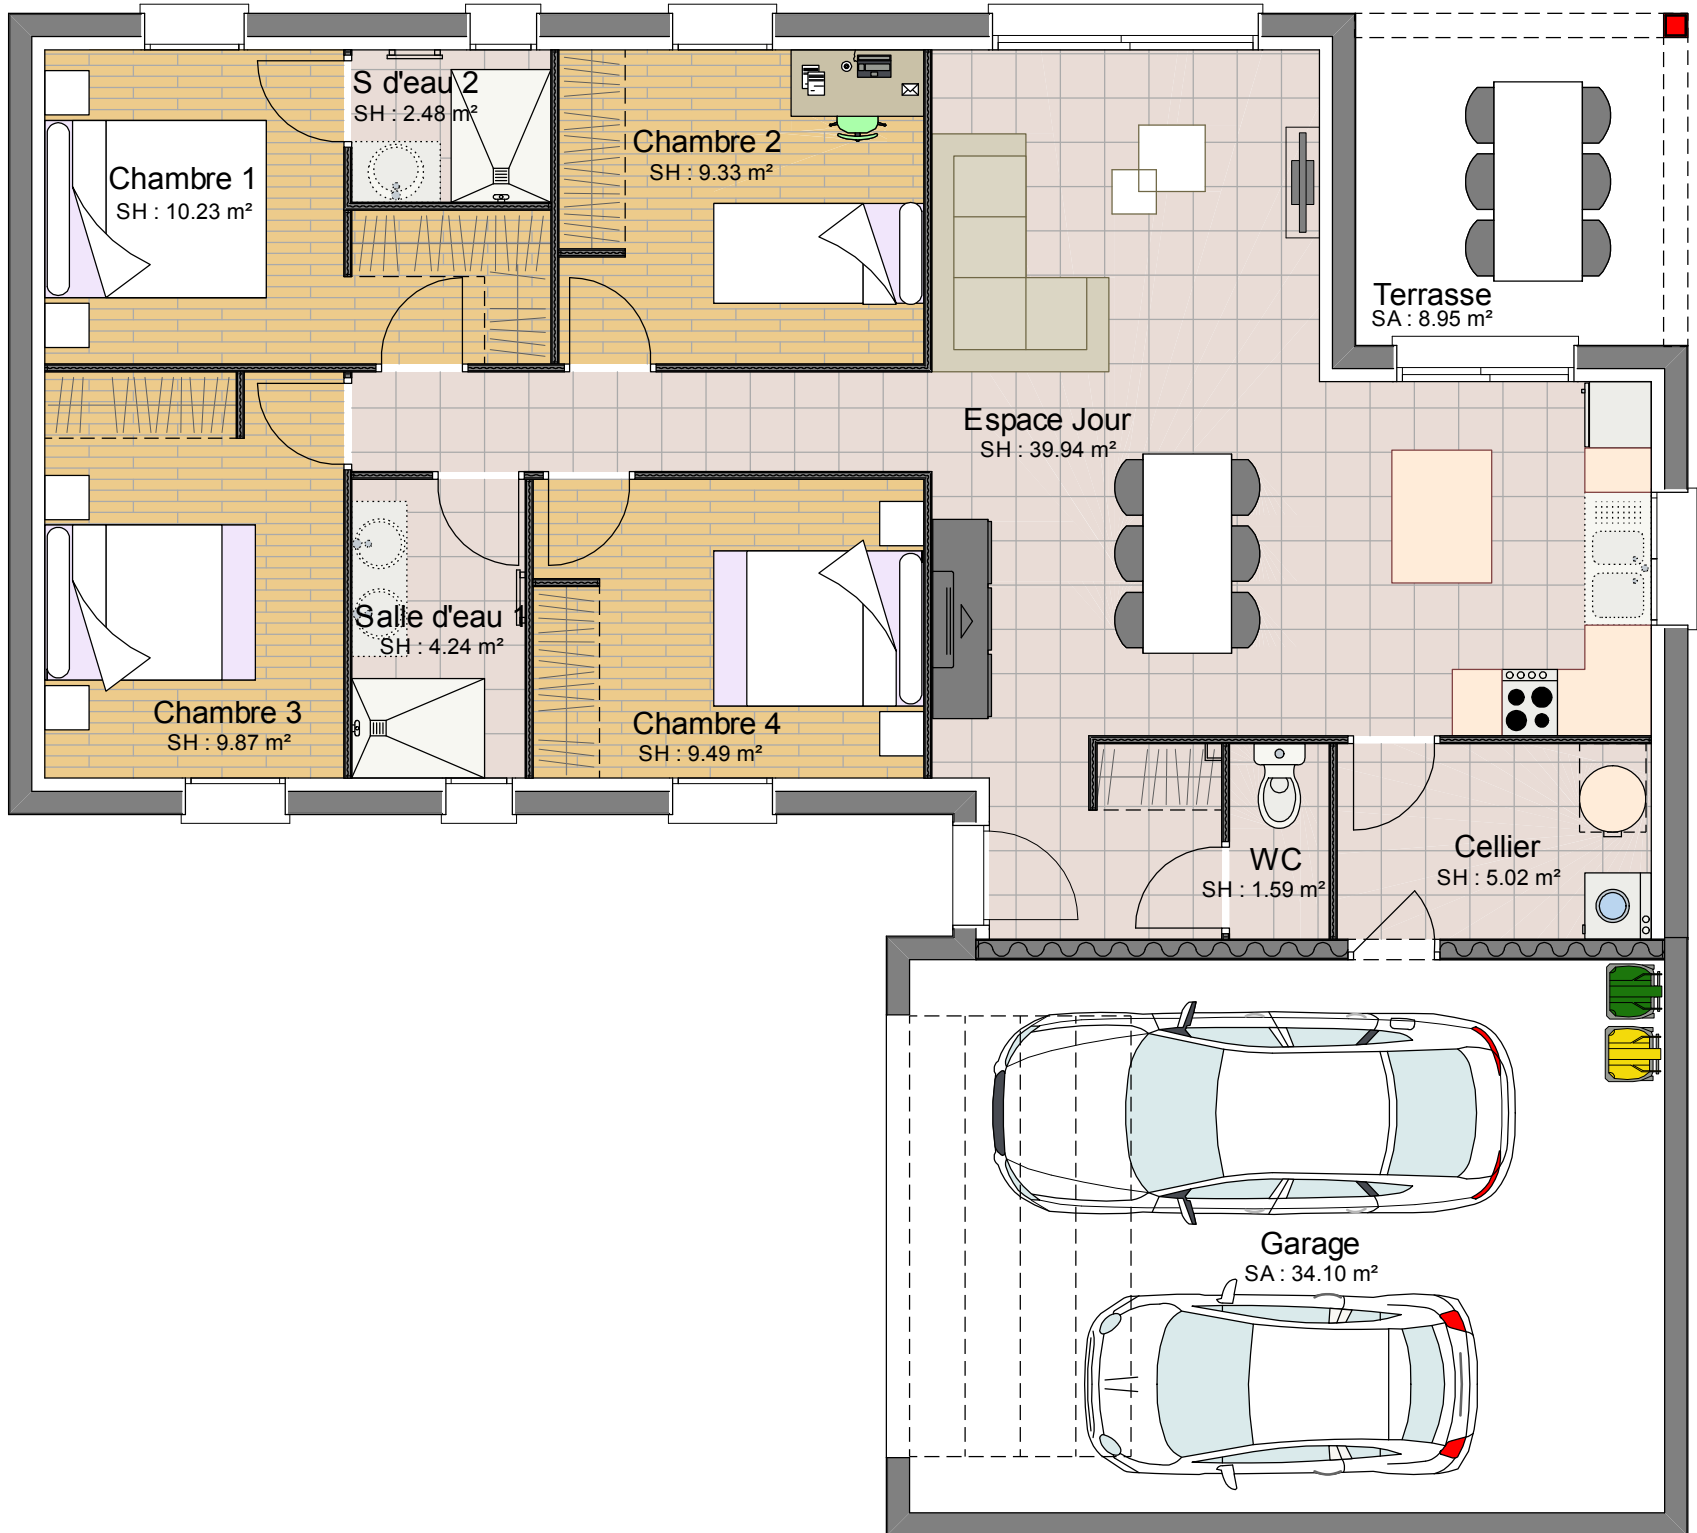 S d'eau 2
SH : 2.48 m²
Chambre 2
SH : 9.33 m²
Chambre 1
SH : 10.23 m²
Terrasse
SA : 8.95 m²
Espace Jour
SH : 39.94 m²
Salle d'eau 1
SH : 4.24 m²
Chambre 3
SH : 9.87 m²
Chambre 4
SH : 9.49 m²
WC
SH : 1.59 m²
Cellier
SH : 5.02 m²
Garage
SA : 34.10 m²